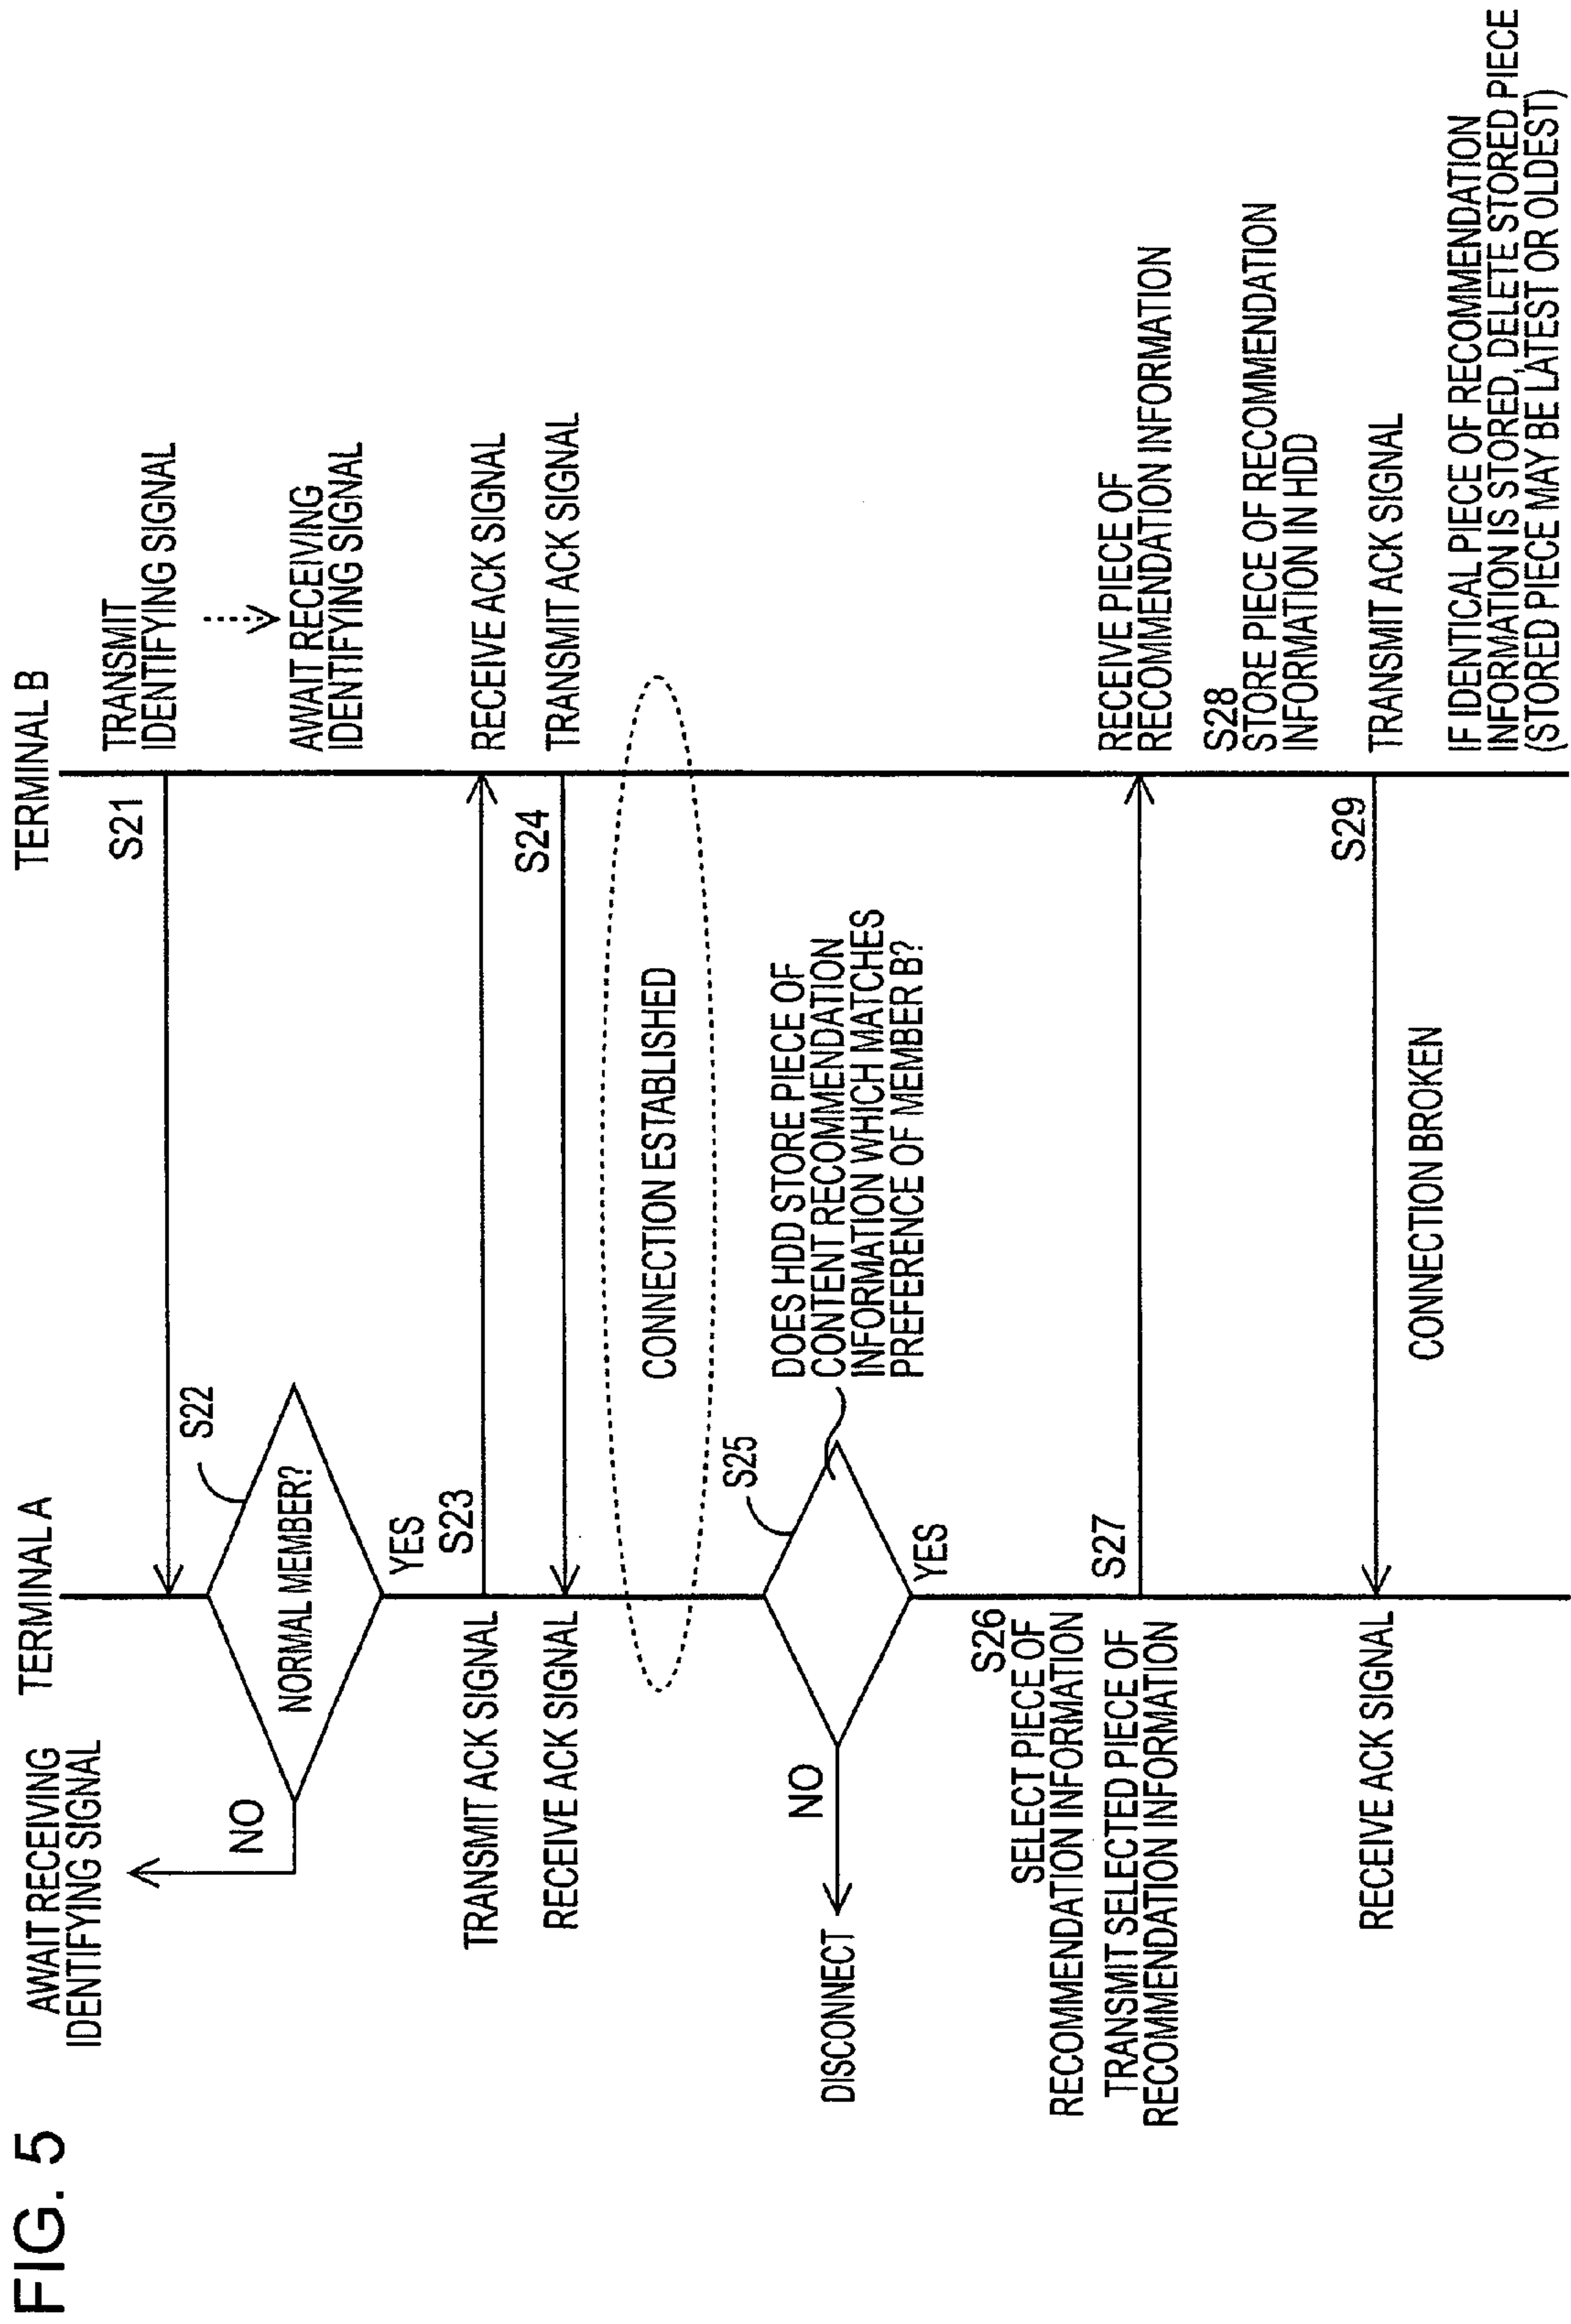 FIG. 5
AWAIT RECEIVING
IDENTIFYING SIGNAL
TERMINAL A
TERMINAL B
S21
TRANSMIT
IDENTIFYING SIGNAL
S22
NORMAL MEMBER?
NO
YES
AWAIT RECEIVING
IDENTIFYING SIGNAL
S23
TRANSMIT ACK SIGNAL
RECEIVE ACK SIGNAL
S24
RECEIVE ACK SIGNAL
TRANSMIT ACK SIGNAL
CONNECTION ESTABLISHED
S25
DOES HDD STORE PIECE OF
CONTENT RECOMMENDATION
INFORMATION WHICH MATCHES
PREFERENCE OF MEMBER B?
NO
DISCONNECT
YES
S26
SELECT PIECE OF
RECOMMENDATION INFORMATION
S27
TRANSMIT SELECTED PIECE OF
RECOMMENDATION INFORMATION
RECEIVE PIECE OF
RECOMMENDATION INFORMATION
S28
STORE PIECE OF RECOMMENDATION
INFORMATION IN HDD
S29
RECEIVE ACK SIGNAL
TRANSMIT ACK SIGNAL
CONNECTION BROKEN
IF IDENTICAL PIECE OF RECOMMENDATION
INFORMATION IS STORED, DELETE STORED PIECE
(STORED PIECE MAY BE LATEST OR OLDEST)